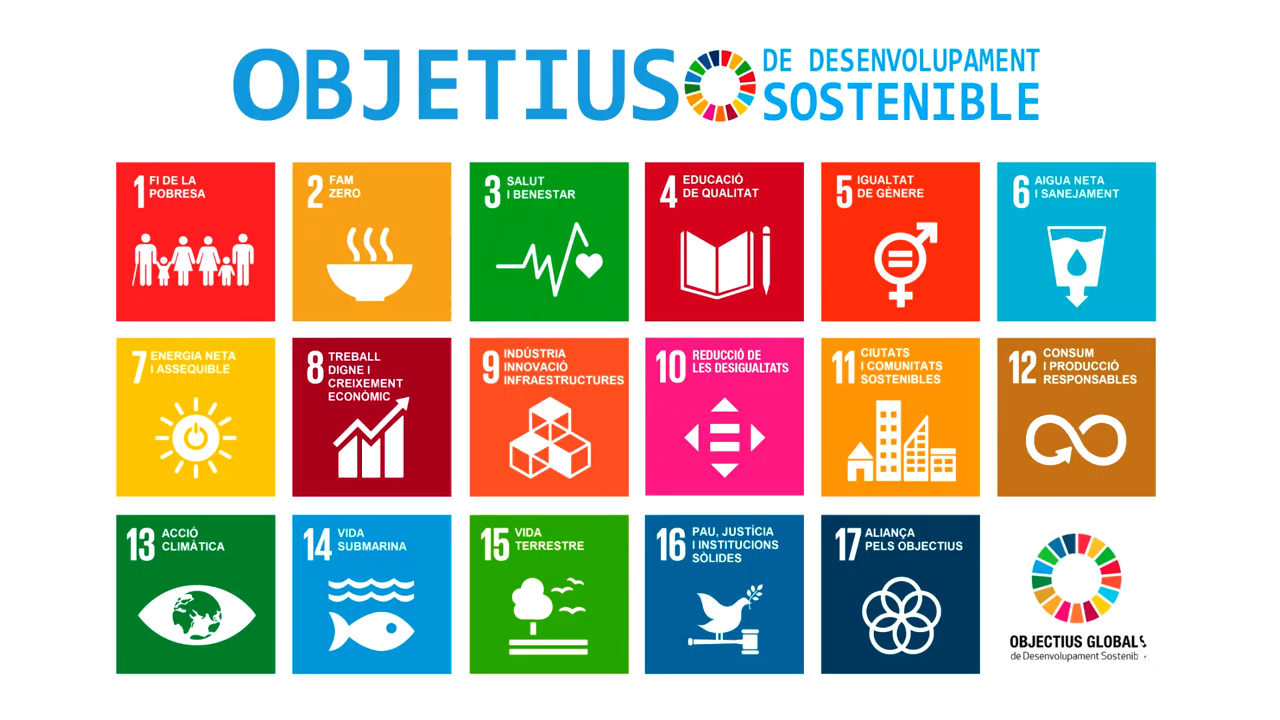 OBJETIUS
DE DESENVOLUPAMENT
SOSTENIBLE
1 FI DE LA
POBRESA
2 FAM
ZERO
3 SALUT
I BENESTAR
4 EDUCACIÓ
DE QUALITAT
5 IGUALTAT
DE GÈNERE
6 AIGUA NETA
I SANEJAMENT
7 ENERGIA NETA
I ASSEQUIBLE
8 TREBALL
DIGNE I
CREIXEMENT
ECONÒMIC
9 INDÚSTRIA
INNOVACIÓ
INFRAESTRUCTURES
10 REDUCCIÓ DE
LES DESIGUALTATS
11 CIUTATS
I COMUNITATS
SOSTENIBLES
12 CONSUM
I PRODUCCIÓ
RESPONSABLES
13 ACCIÓ
CLIMÀTICA
14 VIDA
SUBMARINA
15 VIDA
TERRESTRE
16 PAU, JUSTÍCIA
I INSTITUCIONS
SÒLIDES
17 ALIANÇA
PELS OBJECTIUS
OBJECTIUS GLOBALS
de Desenvolupament Sostenib